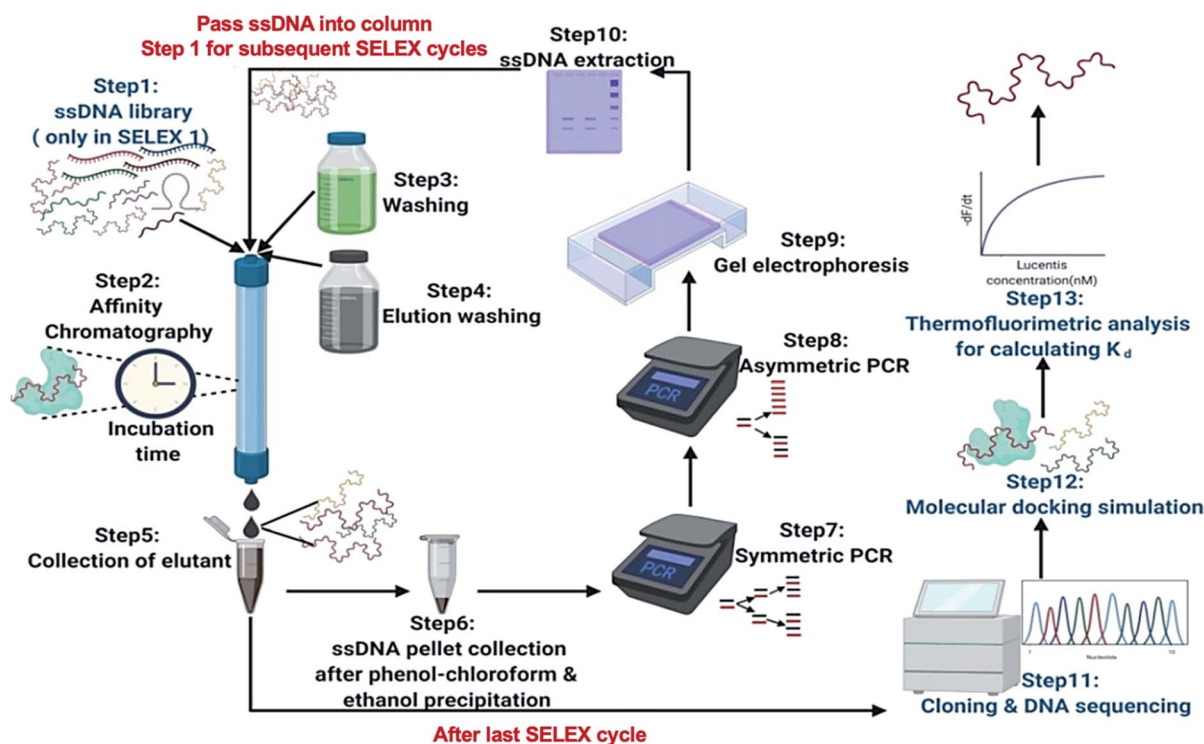 Pass ssDNA into column
Step 1 for subsequent SELEX cycles
Step1:
ssDNA library
( only in SELEX 1)
Step2:
Affinity
Chromatography
Incubation
time
Step3:
Washing
Step4:
Elution washing
Step5:
Collection of elutant
Step6:
ssDNA pellet collection
after phenol-chloroform &
ethanol precipitation
PCR
Step7:
Symmetric PCR
PCR
Step8:
Asymmetric PCR
Step9:
Gel electrophoresis
Step10:
ssDNA extraction
After last SELEX cycle
1
Nucleotide
10
Step11:
Cloning & DNA sequencing
Step12:
Molecular docking simulation
-dF/dt
Lucentis
concentration(nM)
Step13:
Thermofluorimetric analysis
for calculating Kd